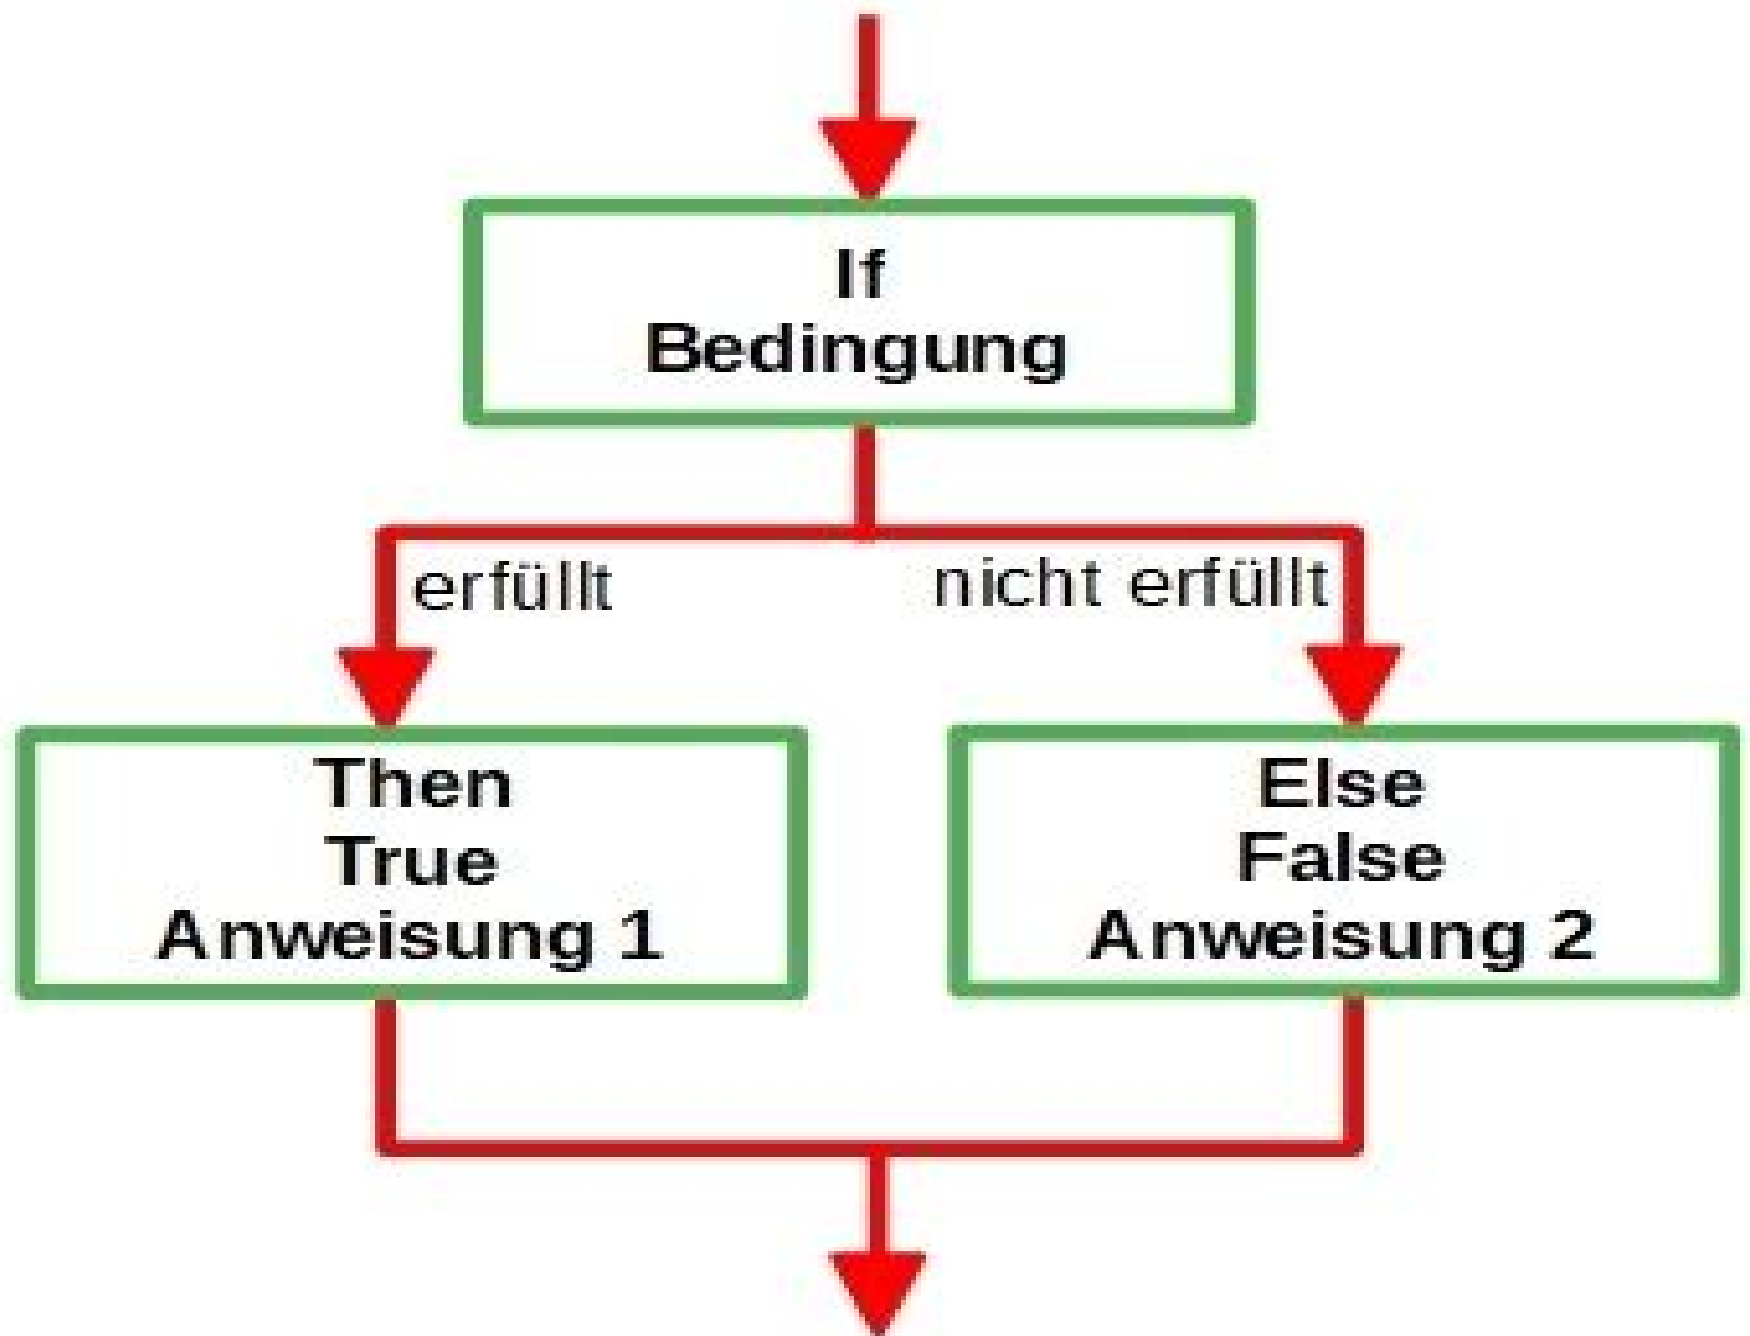 If
Bedingung
erfüllt
nicht erfüllt
Then
True
Anweisung 1
Else
False
Anweisung 2